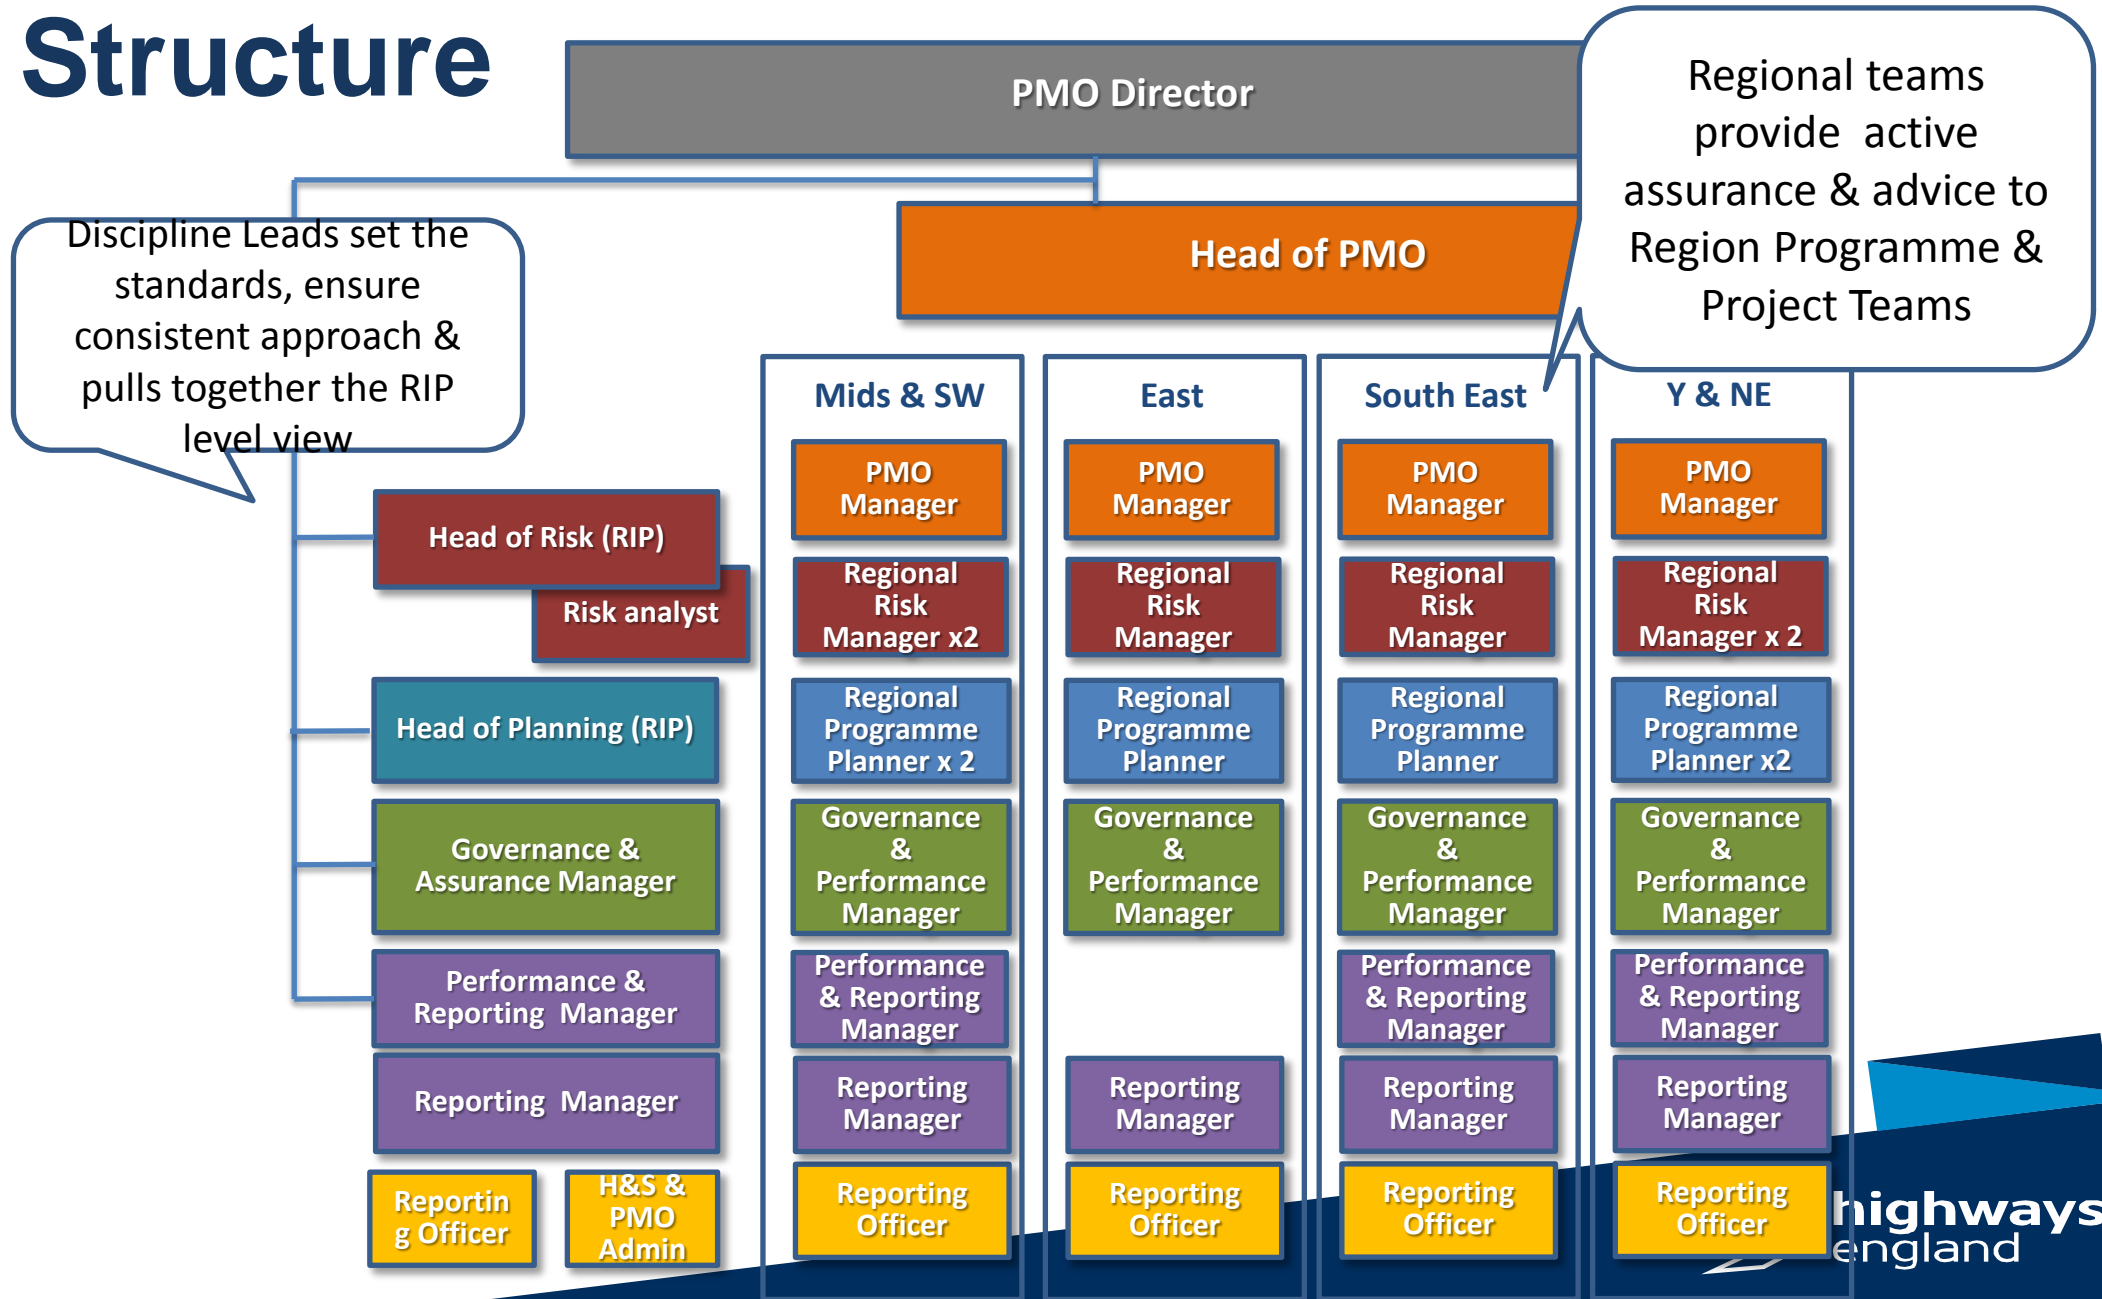 Structure
PMO Director
Regional teams
provide active
assurance & advice to
Region Programme &
Project Teams
Head of PMO
Discipline Leads set the
standards, ensure
consistent approach &
pulls together the RIP
level view
Head of Risk (RIP)
Risk analyst
Head of Planning (RIP)
Governance &
Assurance Manager
Performance &
Reporting Manager
Reporting Manager
Reportin
g Officer
H&S &
PMO
Admin
Mids & SW
PMO
Manager
Regional
Risk
Manager x2
Regional
Programme
Planner x 2
Governance
&
Performance
Manager
Performance
& Reporting
Manager
Reporting
Manager
Reporting
Officer
East
PMO
Manager
Regional
Risk
Manager
Regional
Programme
Planner
Governance
&
Performance
Manager
Reporting
Manager
Reporting
Officer
South East
PMO
Manager
Regional
Risk
Manager
Regional
Programme
Planner
Governance
&
Performance
Manager
Performance
& Reporting
Manager
Reporting
Manager
Reporting
Officer
Y & NE
PMO
Manager
Regional
Risk
Manager x 2
Regional
Programme
Planner x2
Governance
&
Performance
Manager
Performance
& Reporting
Manager
Reporting
Manager
Reporting
Officer
highways
england